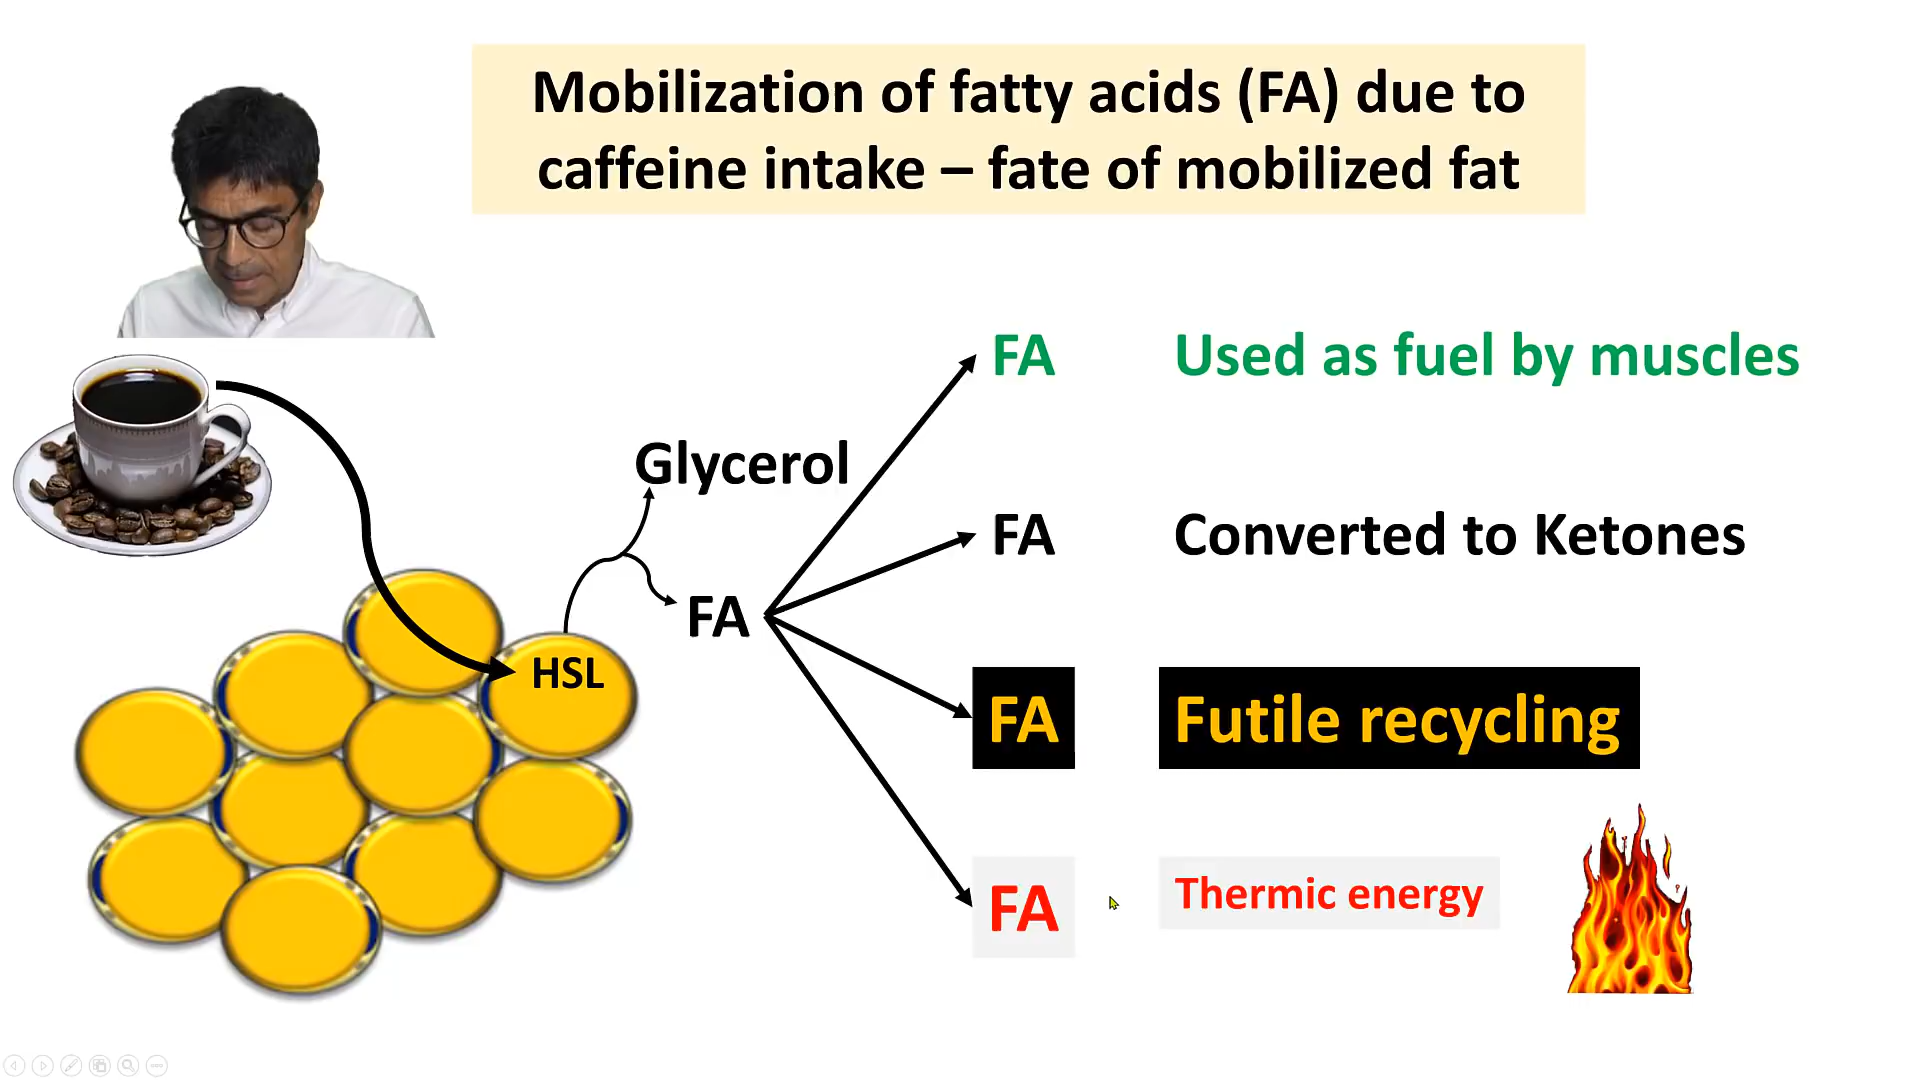 Mobilization of fatty acids (FA) due to
caffeine intake – fate of mobilized fat
FA Used as fuel by muscles
Glycerol
FA Converted to Ketones
FA
HSL
FA Futile recycling
FA Thermic energy